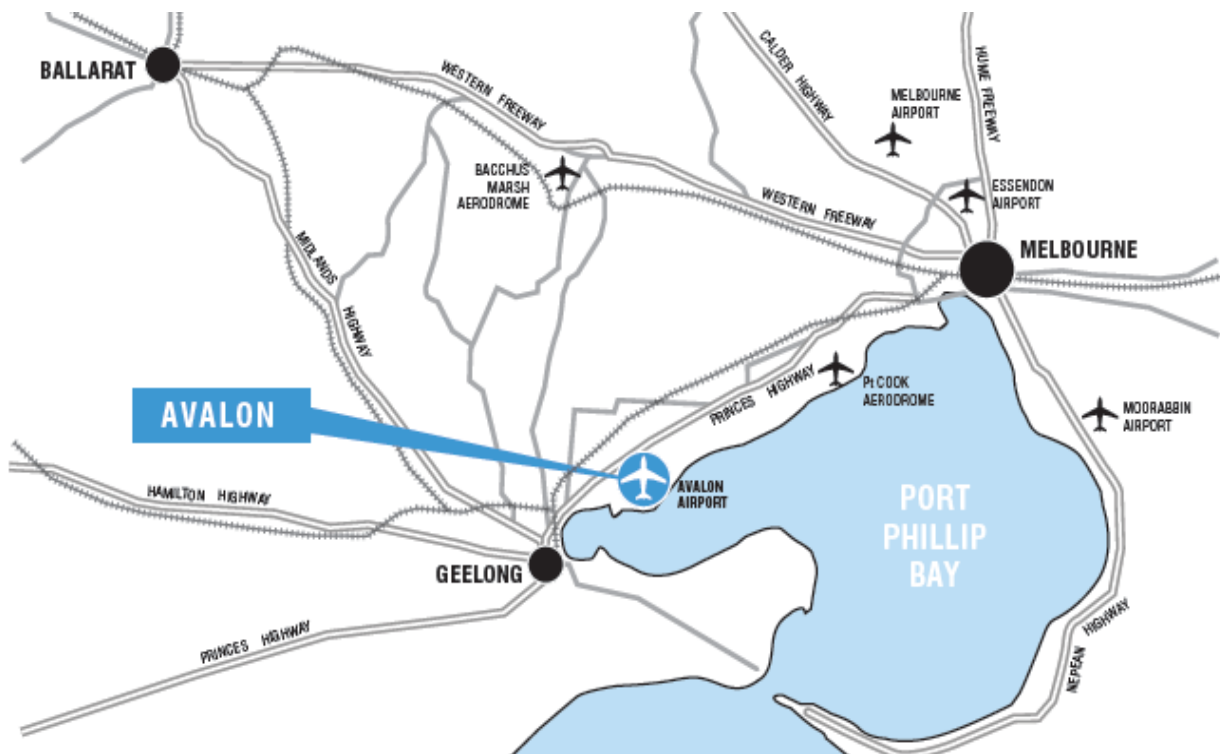 BALLARAT
WESTERN FREEWAY
CALDER HIGHWAY
HUME FREEWAY
MELBOURNE
AIRPORT
BACCHUS
MARSH
AERODROME
ESSENDON
AIRPORT
WESTERN FREEWAY
MELBOURNE
MIDLANDS
HIGHWAY
PRINCES HIGHWAY
Pt COOK
AERODROME
MOORABBIN
AIRPORT
AVALON
AVALON
AIRPORT
HAMILTON HIGHWAY
PORT
PHILLIP
BAY
GEELONG
PRINCES HIGHWAY
NEPEAN HIGHWAY